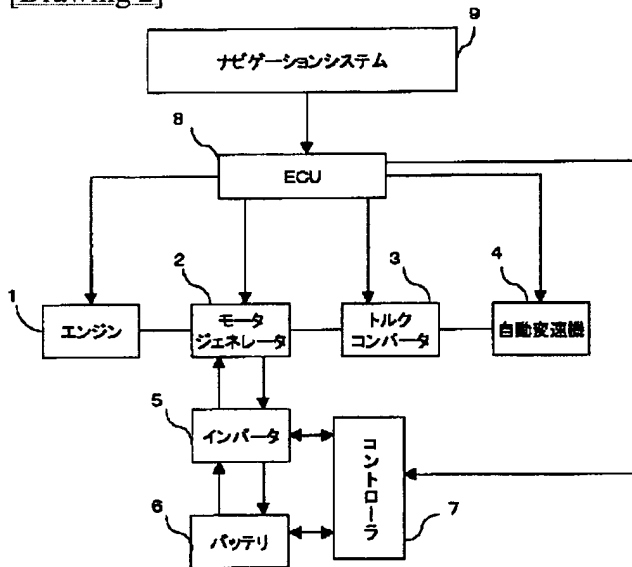 [Drawing 2]
9
ナビゲーションシステム
8
ECU
1
エンジン
2
モータ
ジェネレータ
3
トルク
コンバータ
4
自動変速機
5
インバータ
6
バッテリ
コントローラ
7